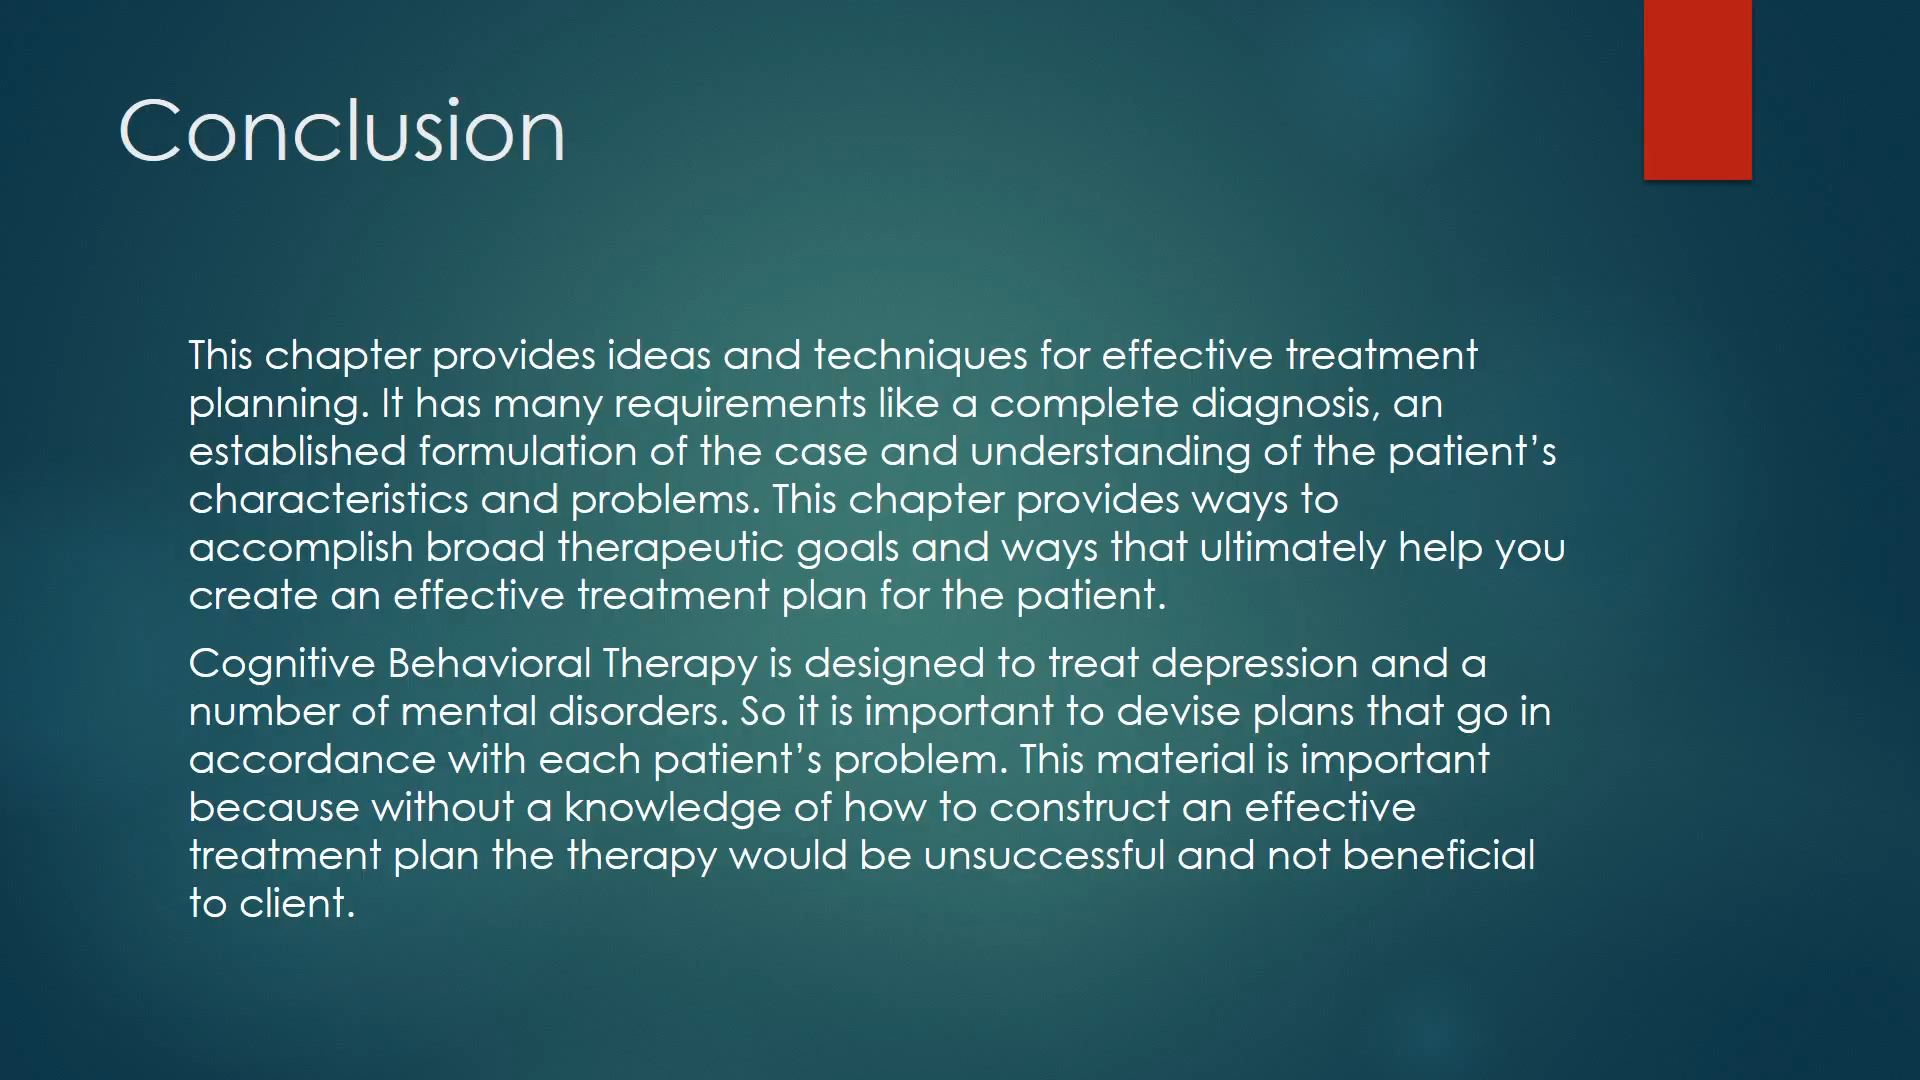 Conclusion
This chapter provides ideas and techniques for effective treatment
planning. It has many requirements like a complete diagnosis, an
established formulation of the case and understanding of the patient’s
characteristics and problems. This chapter provides ways to
accomplish broad therapeutic goals and ways that ultimately help you
create an effective treatment plan for the patient.
Cognitive Behavioral Therapy is designed to treat depression and a
number of mental disorders. So it is important to devise plans that go in
accordance with each patient’s problem. This material is important
because without a knowledge of how to construct an effective
treatment plan the therapy would be unsuccessful and not beneficial
to client.